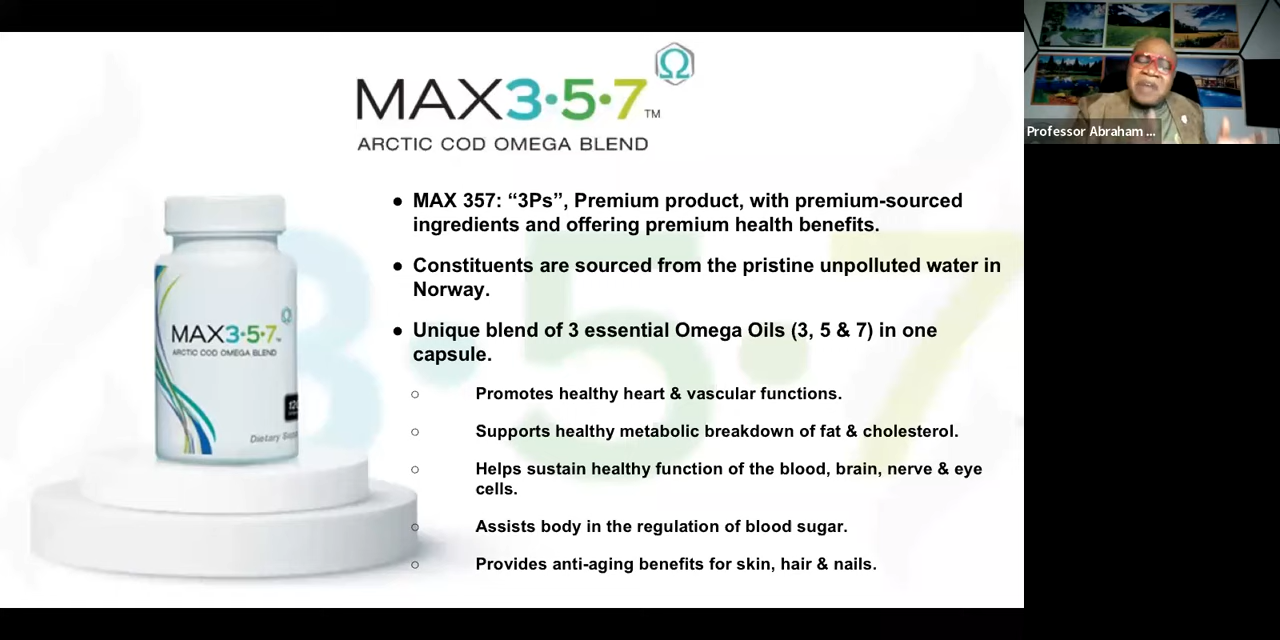 MAX3•5•7™
Ω
ARCTIC COD OMEGA BLEND
● MAX 357: “3Ps”, Premium product, with premium-sourced
ingredients and offering premium health benefits.
● Constituents are sourced from the pristine unpolluted water in
Norway.
● Unique blend of 3 essential Omega Oils (3, 5 & 7) in one
capsule.
○ Promotes healthy heart & vascular functions.
○ Supports healthy metabolic breakdown of fat & cholesterol.
○ Helps sustain healthy function of the blood, brain, nerve & eye
cells.
○ Assists body in the regulation of blood sugar.
○ Provides anti-aging benefits for skin, hair & nails.
MAX3•5•7
ARCTIC COD OMEGA BLEND
Dietary
Professor Abraham ...